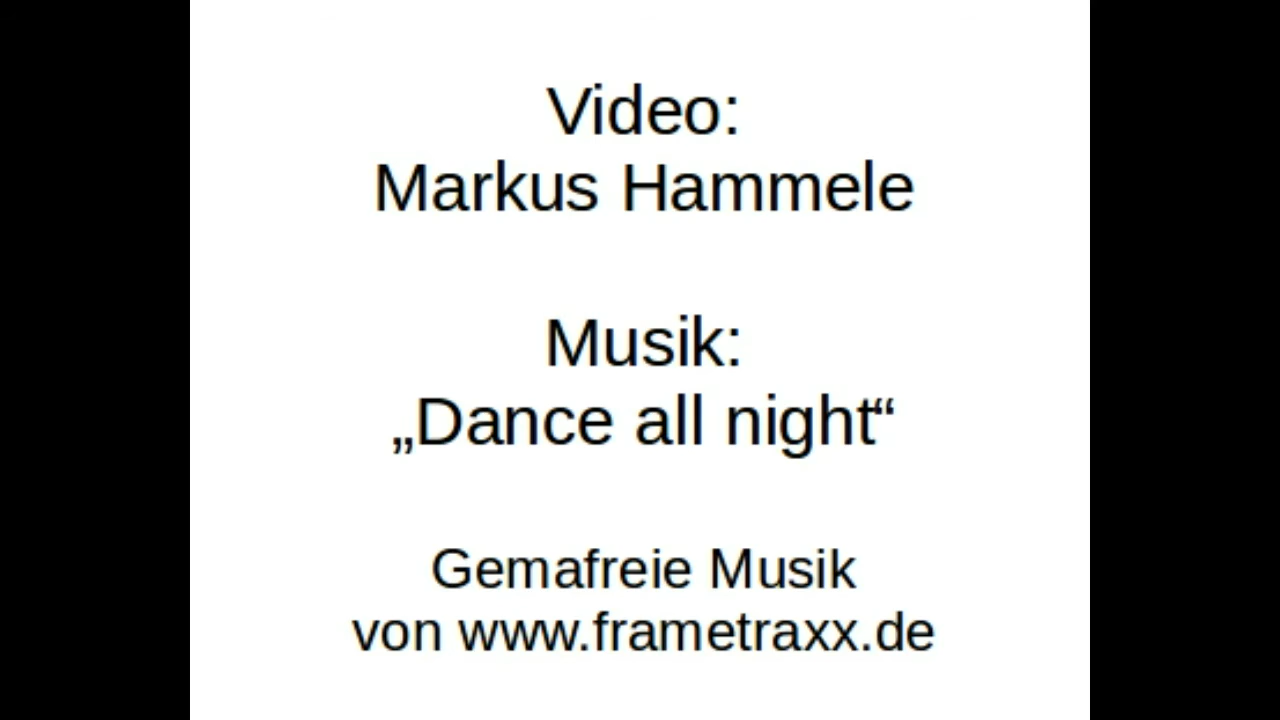 Video:
Markus Hammele
Musik:
„Dance all night“
Gemafreie Musik
von www.frametraxx.de